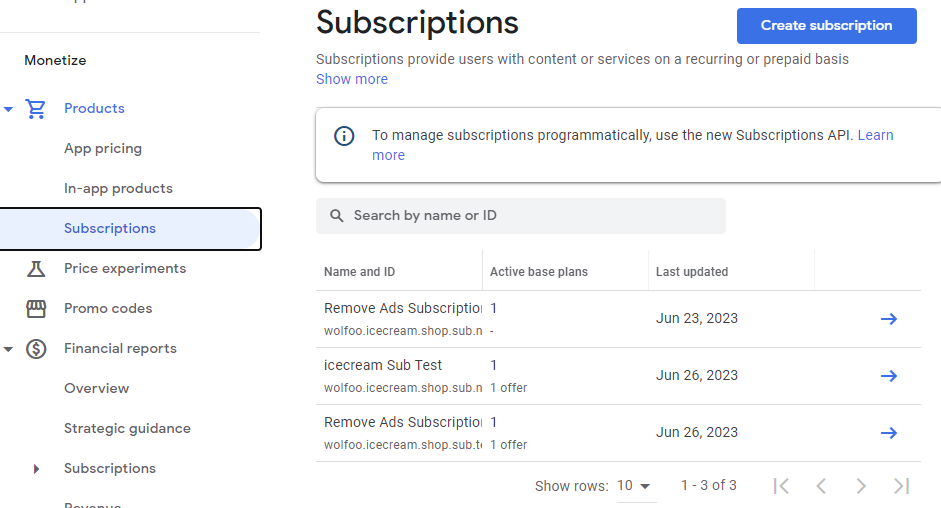 Monetize
Products
App pricing
In-app products
Subscriptions
Price experiments
Promo codes
Financial reports
Overview
Strategic guidance
Subscriptions
Revenue
Subscriptions
Create subscription
Subscriptions provide users with content or services on a recurring or prepaid basis
Show more
To manage subscriptions programmatically, use the new Subscriptions API. Learn
more
Search by name or ID
Name and ID Active base plans Last updated
Remove Ads Subscription 1 Jun 23, 2023
wolfoo.icecream.shop.sub.n -
icecream Sub Test 1 Jun 26, 2023
wolfoo.icecream.shop.sub.n 1 offer
Remove Ads Subscription 1 Jun 26, 2023
wolfoo.icecream.shop.sub.te 1 offer
Show rows: 10 1 - 3 of 3